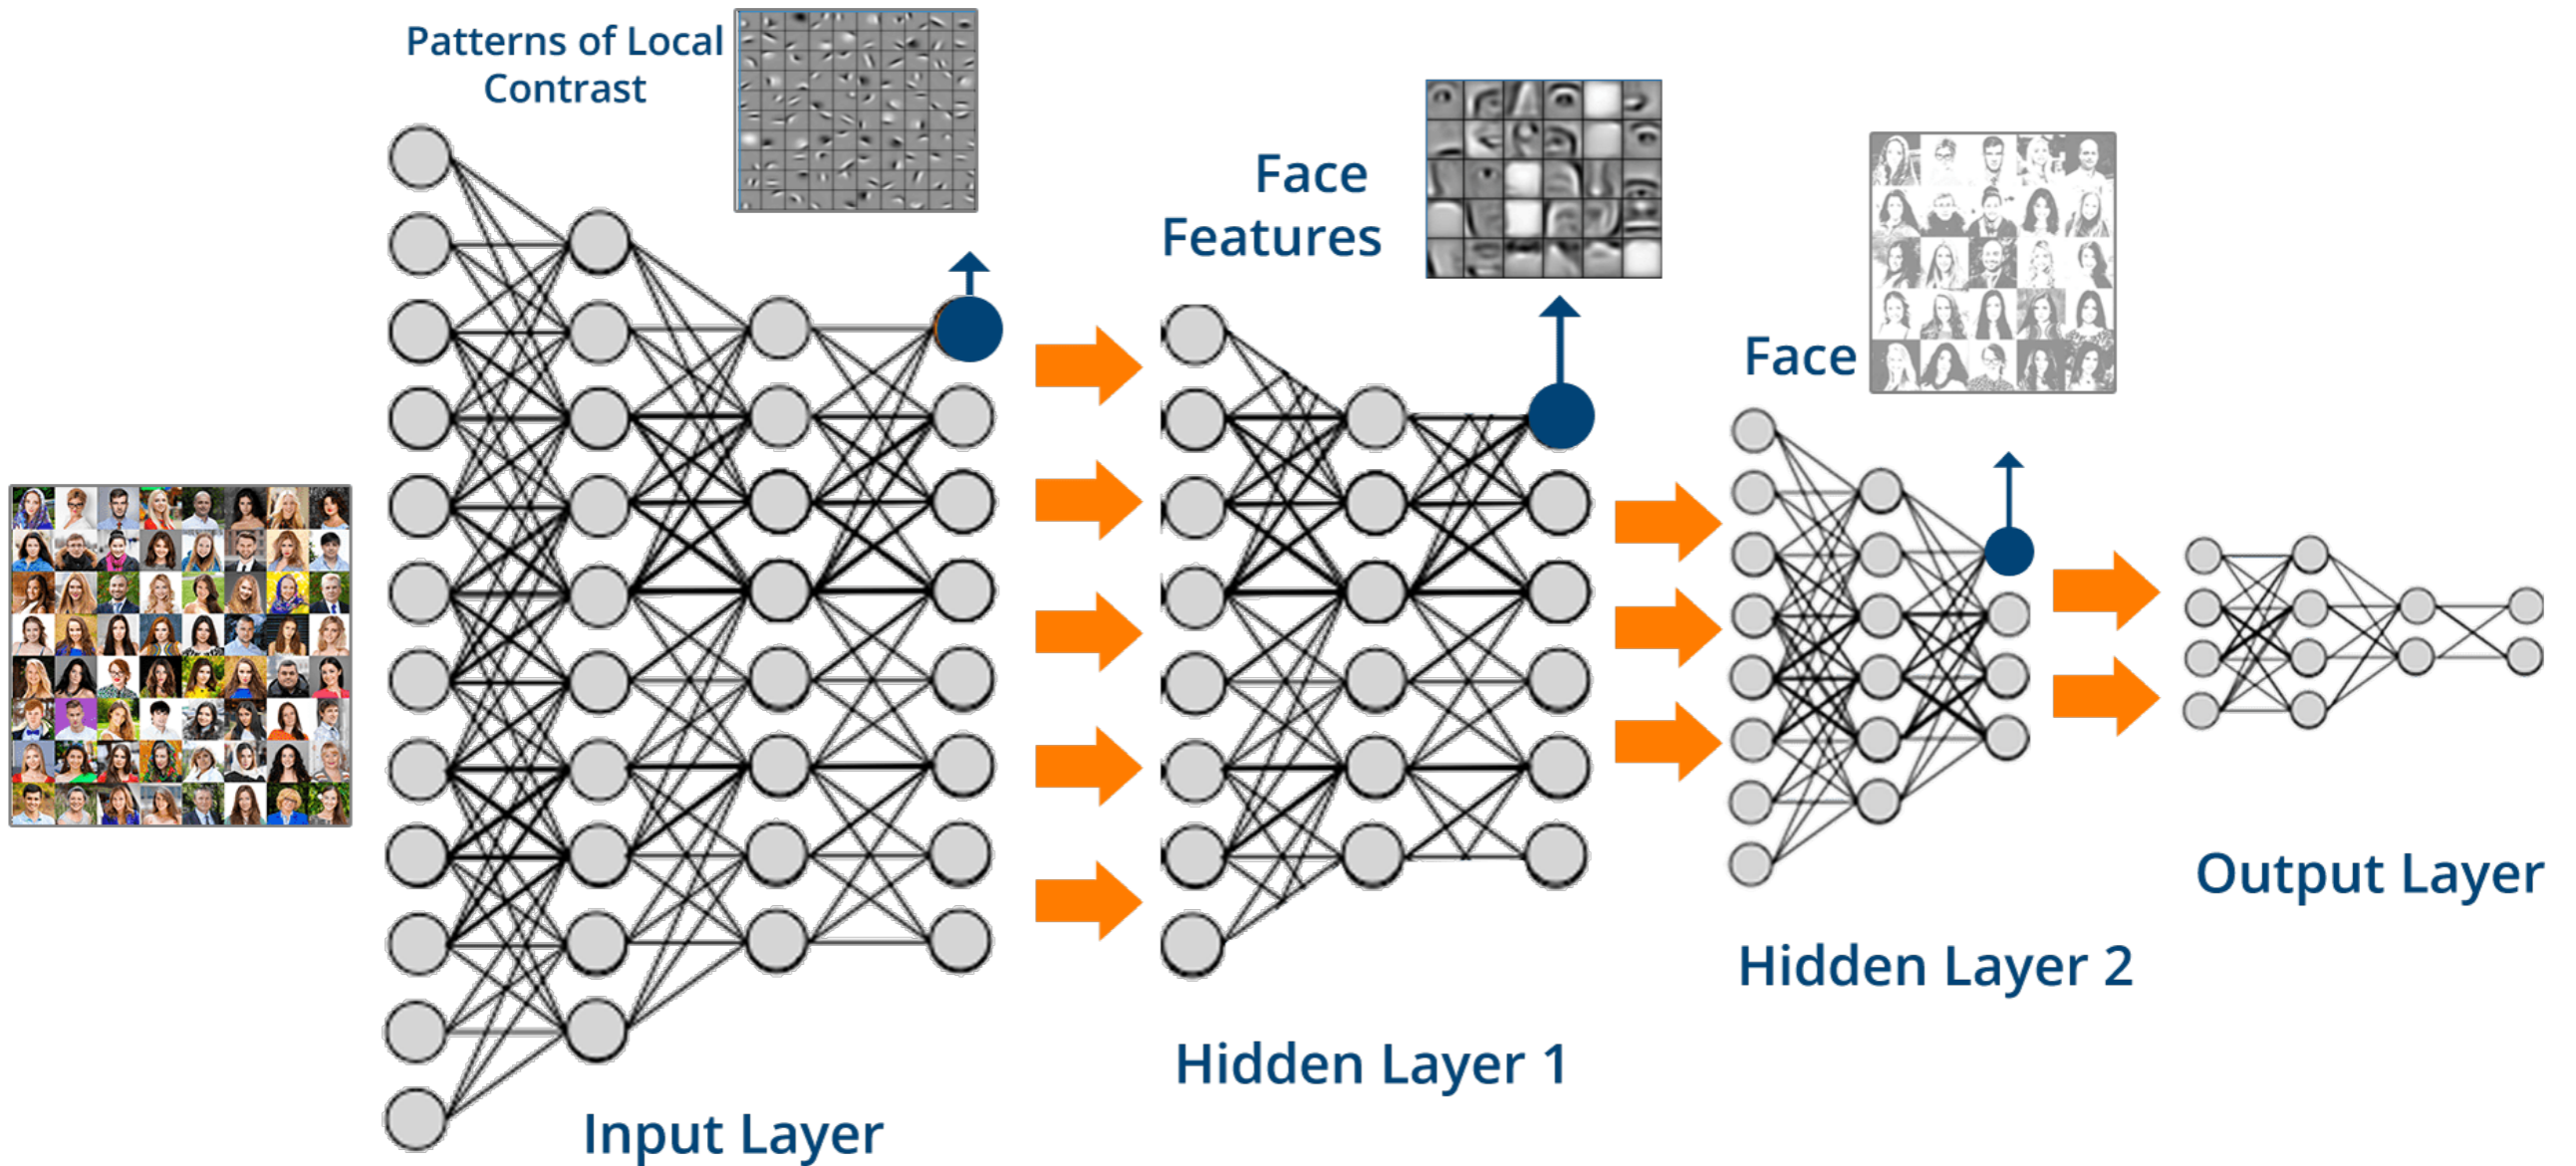 Patterns of Local
Contrast
Face
Features
Face
Input Layer
Hidden Layer 1
Hidden Layer 2
Output Layer